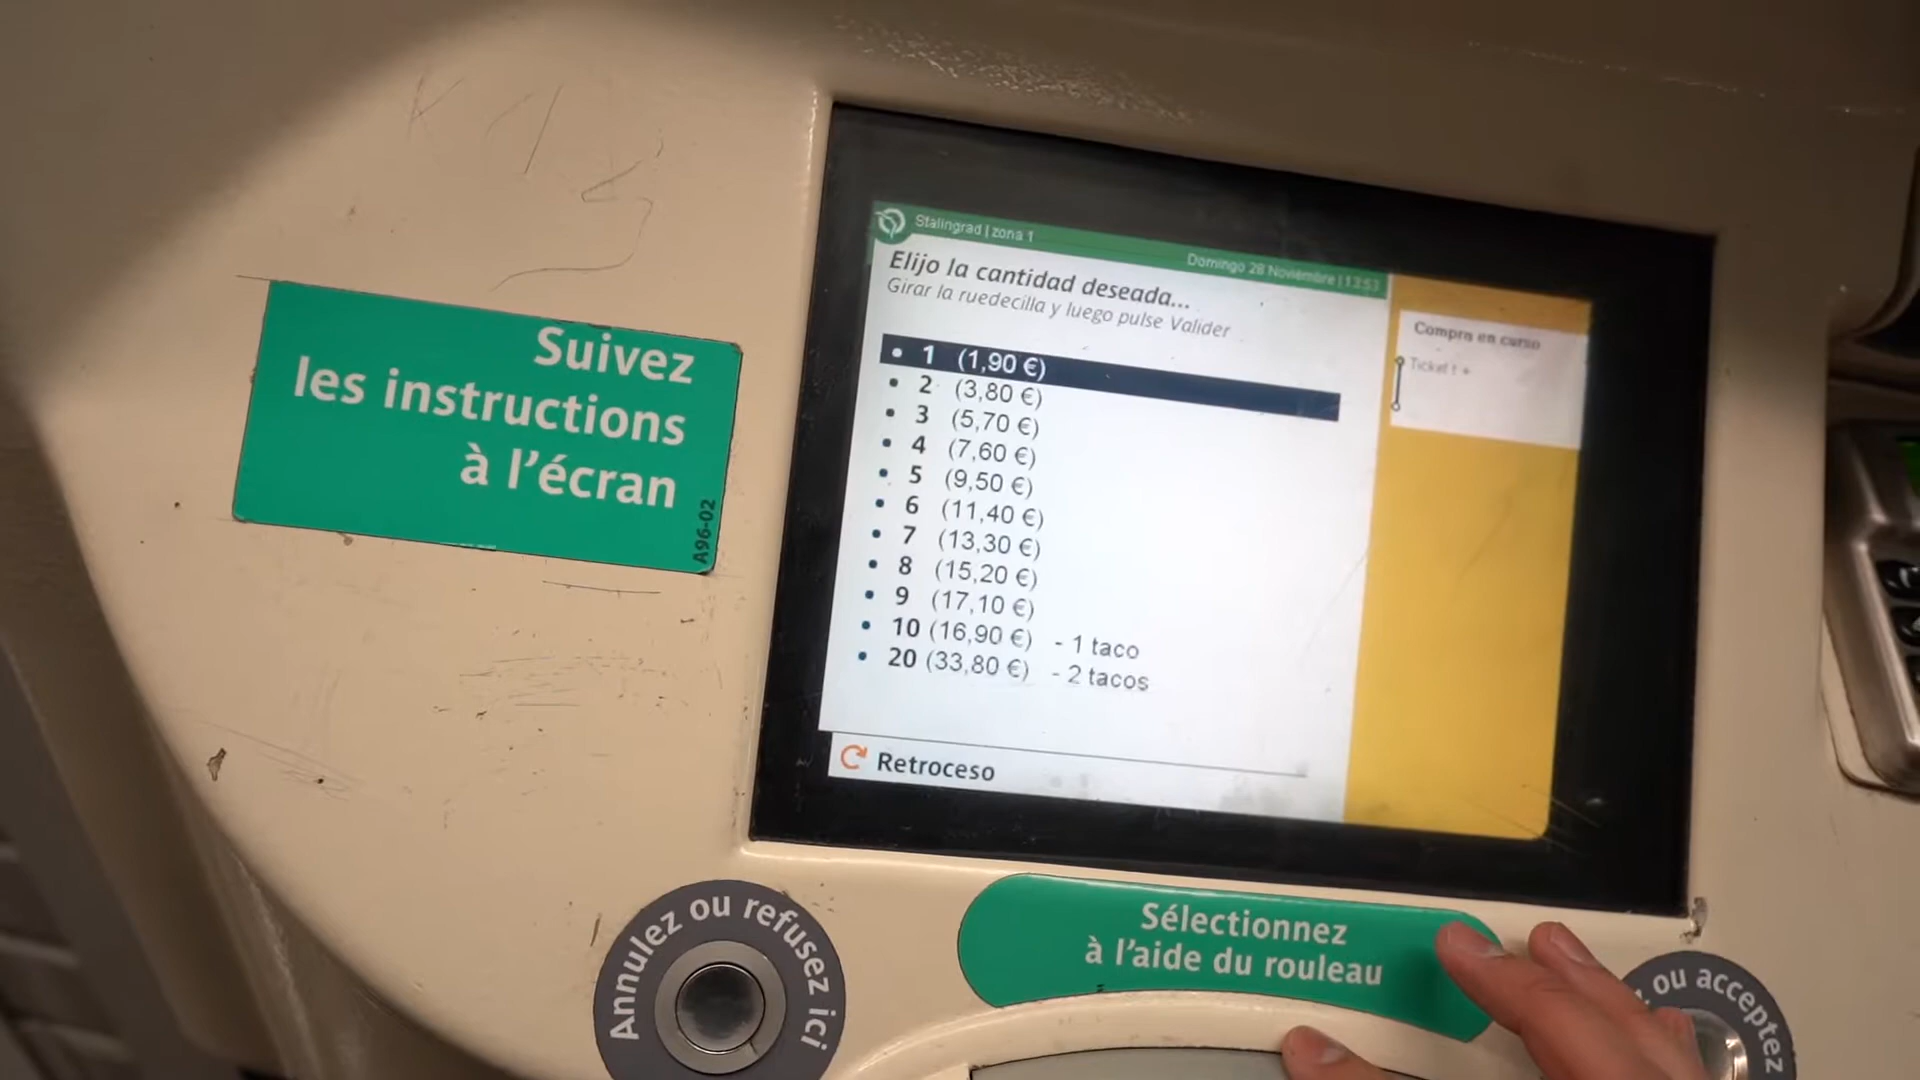 Suivez
les instructions
à l'écran
A96-02
Stalingrad | zona 1
Domingo 28 Noviembre | 13:53
Elijo la cantidad deseada...
Girar la ruedecilla y luego pulse Valider
• 1 (1,90 €)
• 2 (3,80 €)
• 3 (5,70 €)
• 4 (7,60 €)
• 5 (9,50 €)
• 6 (11,40 €)
• 7 (13,30 €)
• 8 (15,20 €)
• 9 (17,10 €)
• 10 (16,90 €) - 1 taco
• 20 (33,80 €) - 2 tacos
Retroceso
Compra en curso
Ticket t +
Annulez ou refusez ici
Sélectionnez
à l'aide du rouleau
ou acceptez